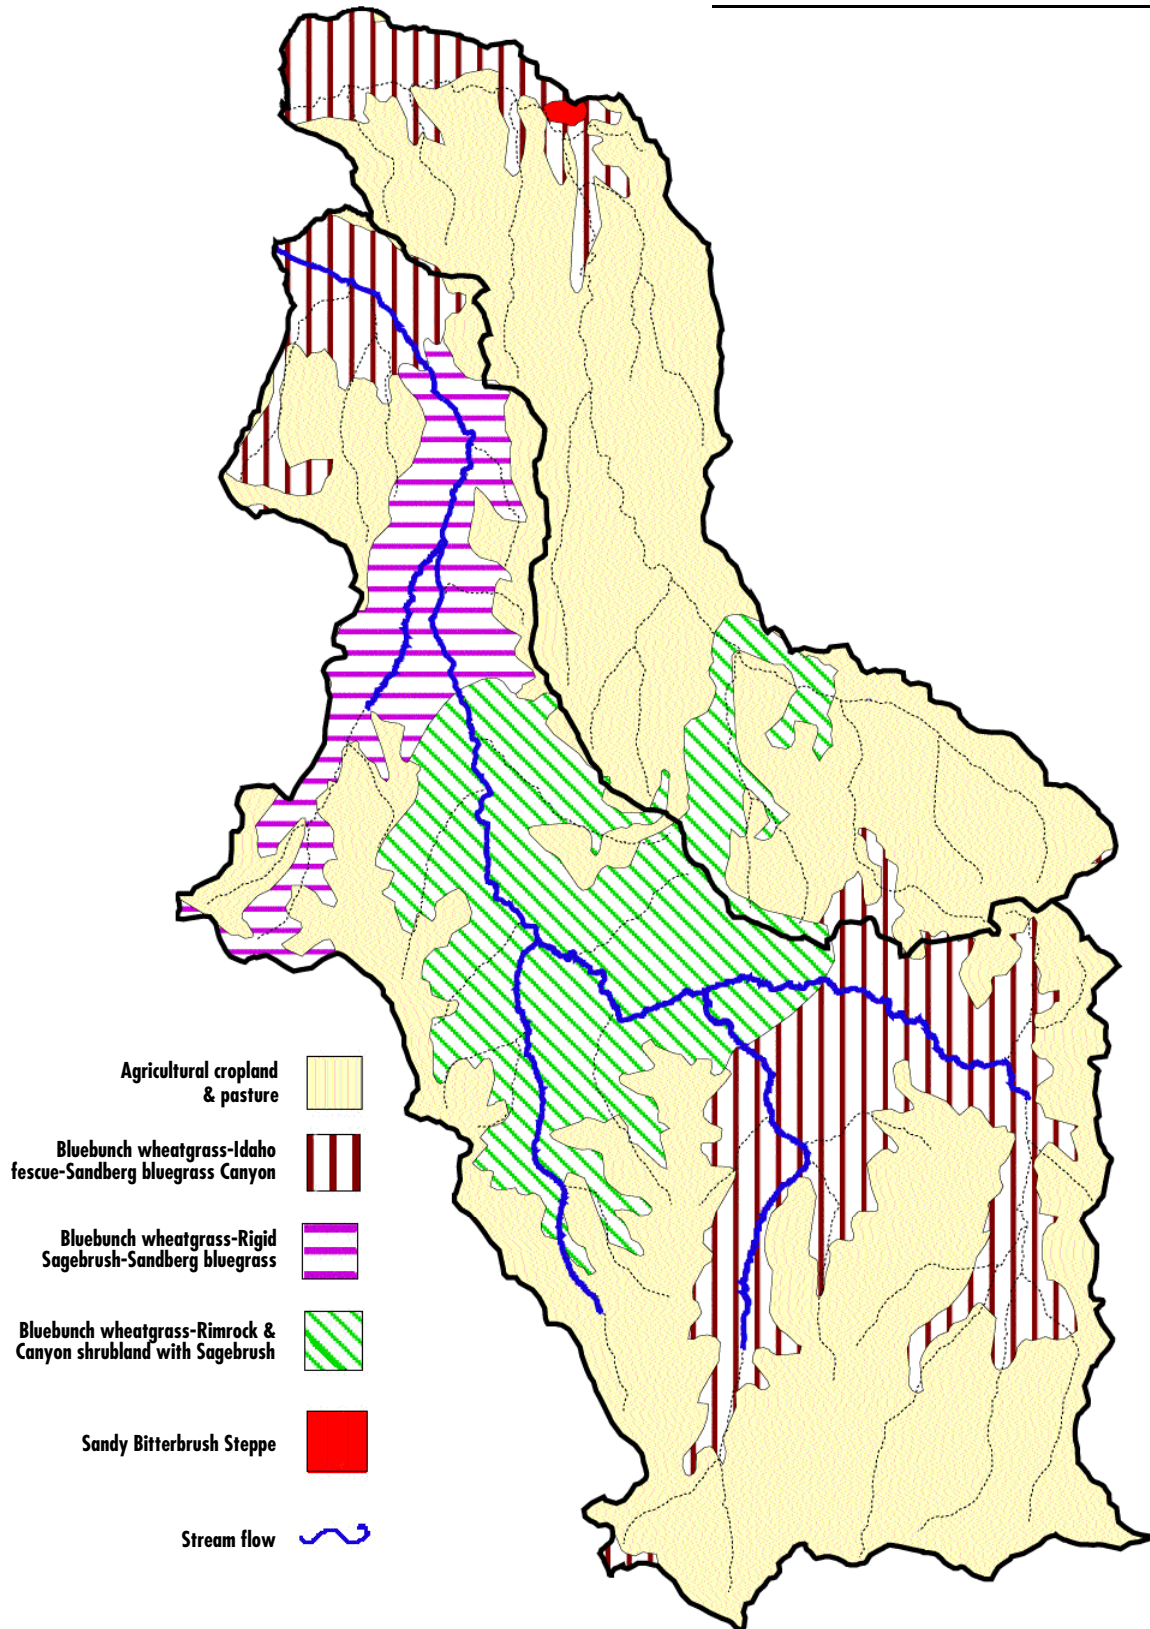 Agricultural cropland
& pasture
Bluebunch wheatgrass-Idaho
fescue-Sandberg bluegrass Canyon
Bluebunch wheatgrass-Rigid
Sagebrush-Sandberg bluegrass
Bluebunch wheatgrass-Rimrock &
Canyon shrubland with Sagebrush
Sandy Bitterbrush Steppe
Stream flow